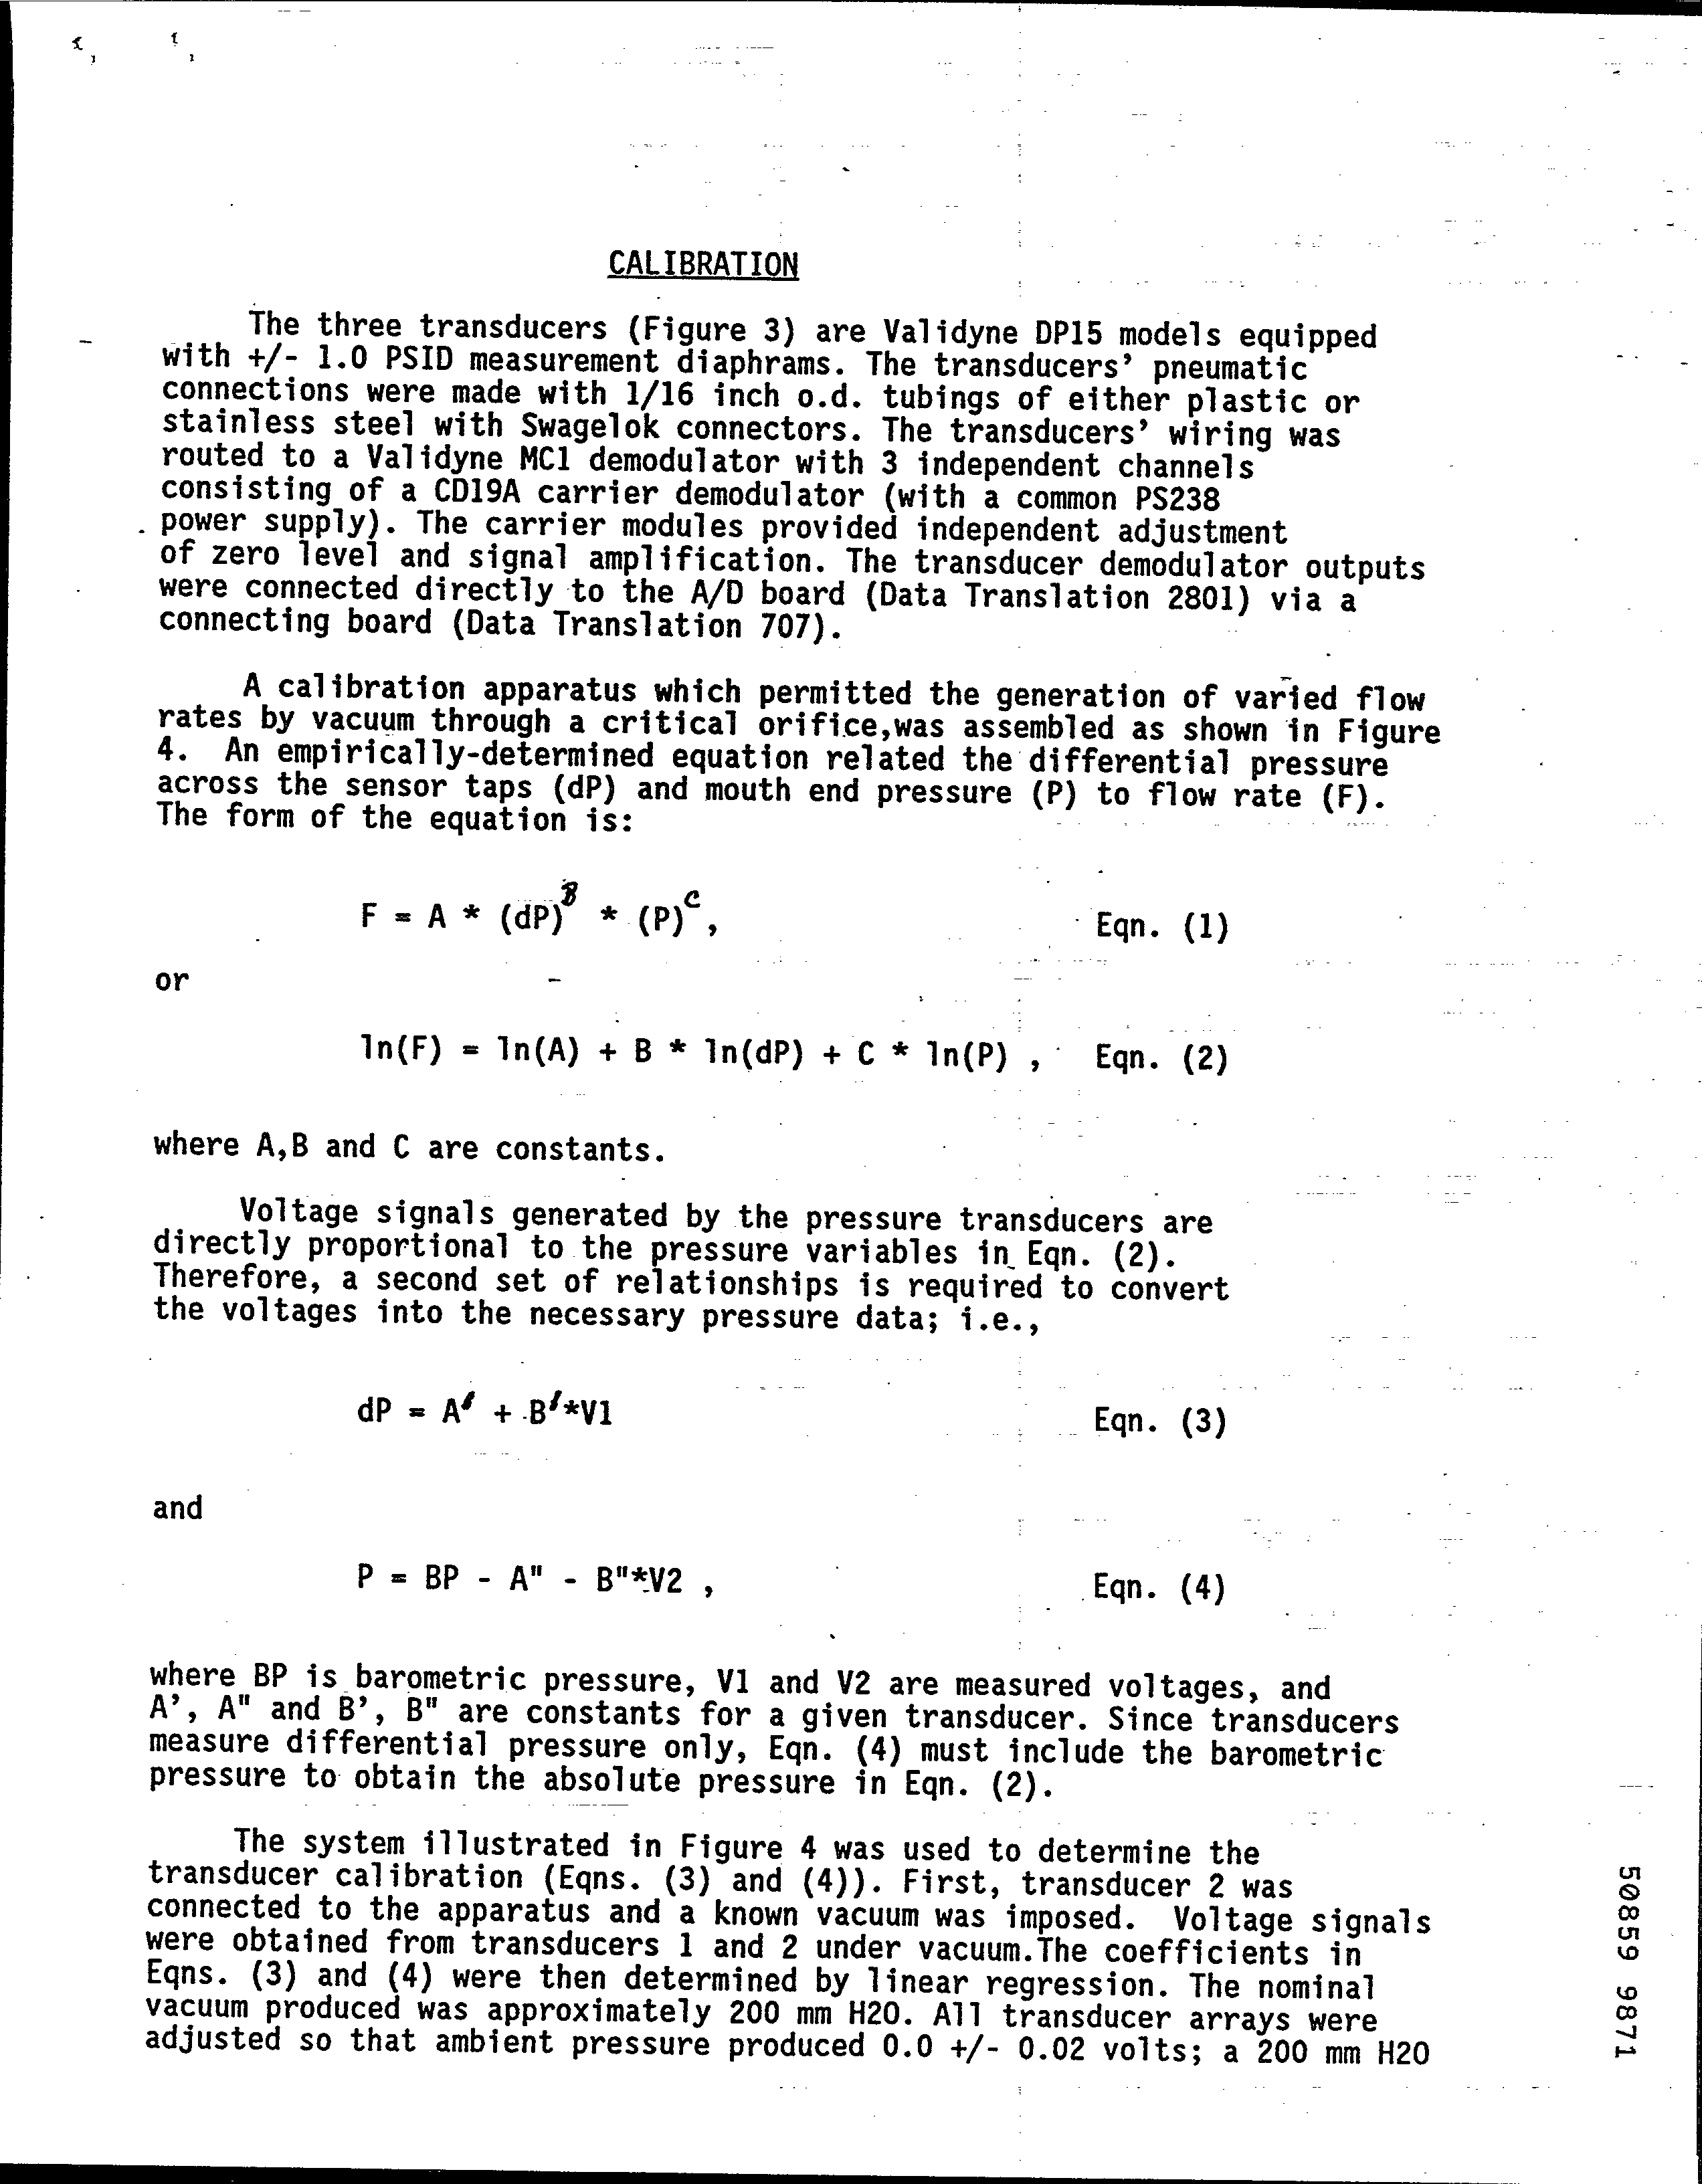 CALIBRATION
The three transducers (Figure 3) are Validyne DP15 models equipped
with +/- 1.0 PSID measurement diaphrams. The transducers' pneumatic
connections were made with 1/16 inch o.d. tubings of either plastic or
stainless steel with Swagelok connectors. The transducers' wiring was
routed to a Validyne MC1 demodulator with 3 independent channels
consisting of a CD19A carrier demodulator (with a common PS238
power supply). The carrier modules provided independent adjustment
of zero level and signal amplification. The transducer demodulator outputs
were connected directly to the A/D board (Data Translation 2801) via a
connecting board (Data Translation 707).
A calibration apparatus which permitted the generation of varied flow
rates by vacuum through a critical orifice,was assembled as shown in Figure
4. An empirically-determined equation related the differential pressure
across the sensor taps (dP) and mouth end pressure (P) to flow rate (F).
The form of the equation is:
F = A * (dP)^B * (P)^C, Eqn. (1)
or
ln(F) = ln(A) + B * ln(dP) + C * ln(P) , Eqn. (2)
where A,B and C are constants.
Voltage signals generated by the pressure transducers are
directly proportional to the pressure variables in Eqn. (2).
Therefore, a second set of relationships is required to convert
the voltages into the necessary pressure data; i.e.,
dP = A' + B'*V1 Eqn. (3)
and
P = BP - A" - B"*V2 , Eqn. (4)
where BP is barometric pressure, V1 and V2 are measured voltages, and
A', A" and B', B" are constants for a given transducer. Since transducers
measure differential pressure only, Eqn. (4) must include the barometric
pressure to obtain the absolute pressure in Eqn. (2).
The system illustrated in Figure 4 was used to determine the
transducer calibration (Eqns. (3) and (4)). First, transducer 2 was
connected to the apparatus and a known vacuum was imposed. Voltage signals
were obtained from transducers 1 and 2 under vacuum.The coefficients in
Eqns. (3) and (4) were then determined by linear regression. The nominal
vacuum produced was approximately 200 mm H2O. All transducer arrays were
adjusted so that ambient pressure produced 0.0 +/- 0.02 volts; a 200 mm H2O
50859 9871